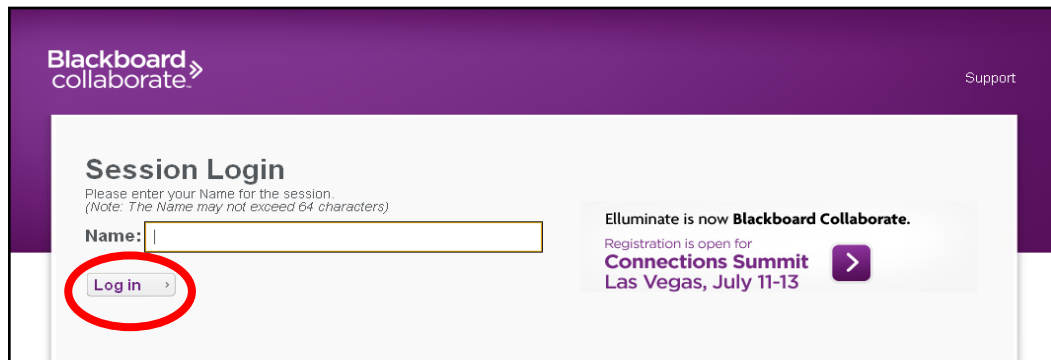 Blackboard
collaborate™
Support
Session Login
Please enter your Name for the session.
(Note: The Name may not exceed 64 characters)
Name:
Log in
Elluminate is now Blackboard Collaborate.
Registration is open for
Connections Summit
Las Vegas, July 11-13